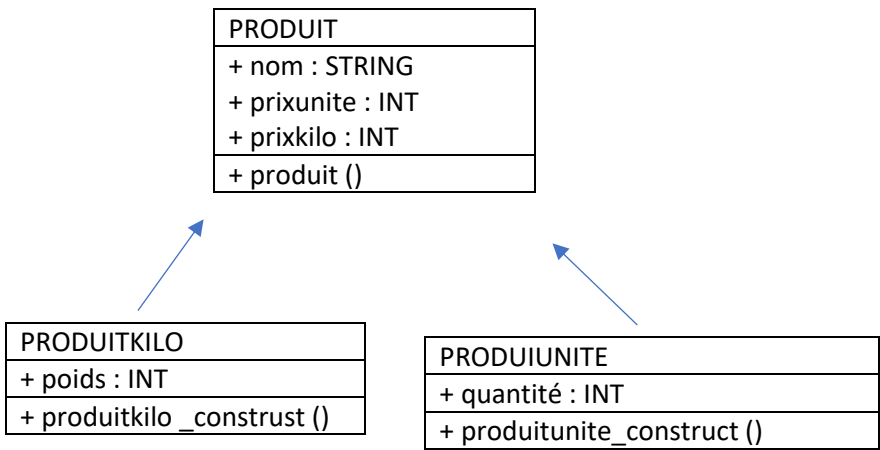 PRODUIT
+ nom : STRING
+ prixunite : INT
+ prixkilo : INT
+ produit ()
PRODUITKILO
+ poids : INT
+ produitkilo _construst ()
PRODUIUNITE
+ quantité : INT
+ produitunite_construct ()